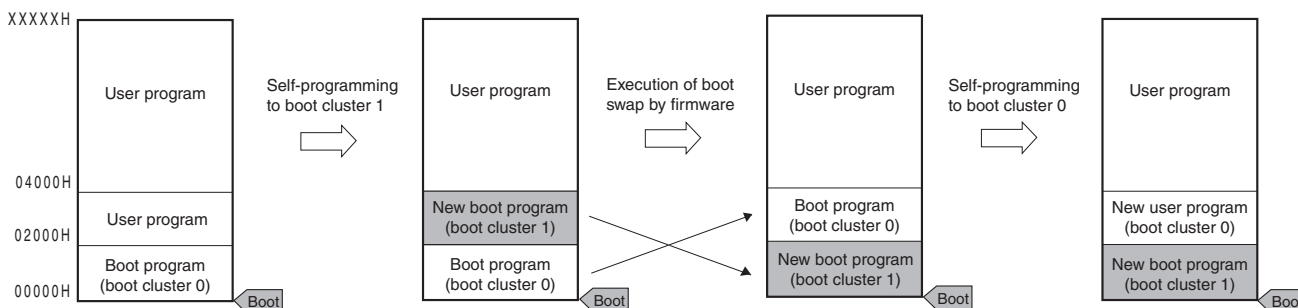 XXXXXH
User program
04000H
User program
02000H
Boot program
(boot cluster 0)
00000H
Boot
Self-programming
to boot cluster 1
User program
New boot program
(boot cluster 1)
Boot program
(boot cluster 0)
Boot
Execution of boot
swap by firmware
User program
Boot program
(boot cluster 0)
New boot program
(boot cluster 1)
Boot
Self-programming
to boot cluster 0
User program
New user program
(boot cluster 0)
New boot program
(boot cluster 1)
Boot